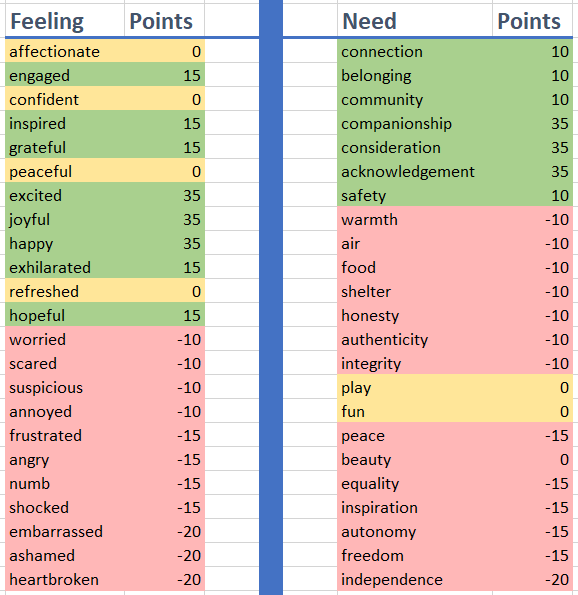 Feeling Points Need Points
affectionate 0 connection 10
engaged 15 belonging 10
confident 0 community 10
inspired 15 companionship 35
grateful 15 consideration 35
peaceful 0 acknowledgement 35
excited 35 safety 10
joyful 35 warmth -10
happy 35 air -10
exhilarated 15 food -10
refreshed 0 shelter -10
hopeful 15 honesty -10
worried -10 authenticity -10
scared -10 integrity -10
suspicious -10 play 0
annoyed -10 fun 0
frustrated -15 peace -15
angry -15 beauty 0
numb -15 equality -15
shocked -15 inspiration -15
embarrassed -20 autonomy -15
ashamed -20 freedom -15
heartbroken -20 independence -20